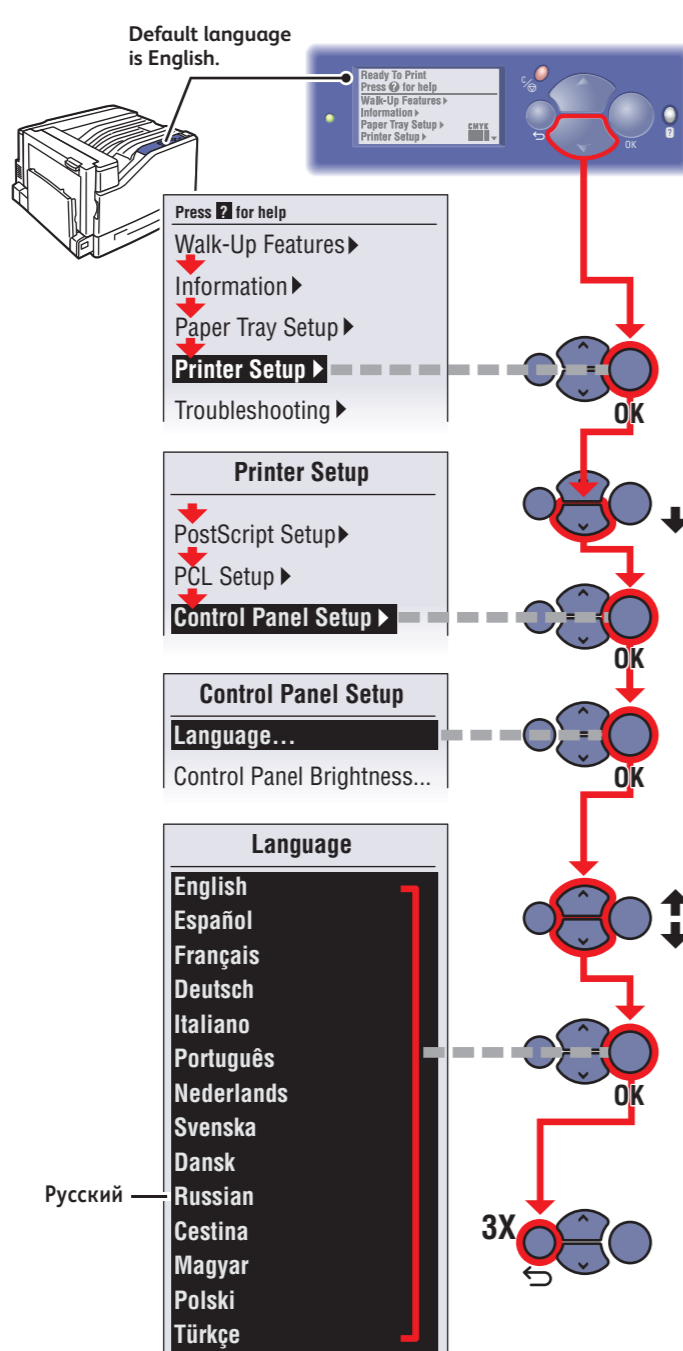 Default language
is English.
Ready To Print
Press ? for help
Walk-Up Features
Information
Paper Tray Setup
Printer Setup
CMYK
C/
OK
?
Press ? for help
Walk-Up Features
Information
Paper Tray Setup
Printer Setup
Troubleshooting
OK
Printer Setup
PostScript Setup
PCL Setup
Control Panel Setup
OK
Control Panel Setup
Language...
Control Panel Brightness...
OK
Language
English
Español
Français
Deutsch
Italiano
Português
Nederlands
Svenska
Dansk
Русский
Russian
Cestina
Magyar
Polski
Türkçe
OK
3X